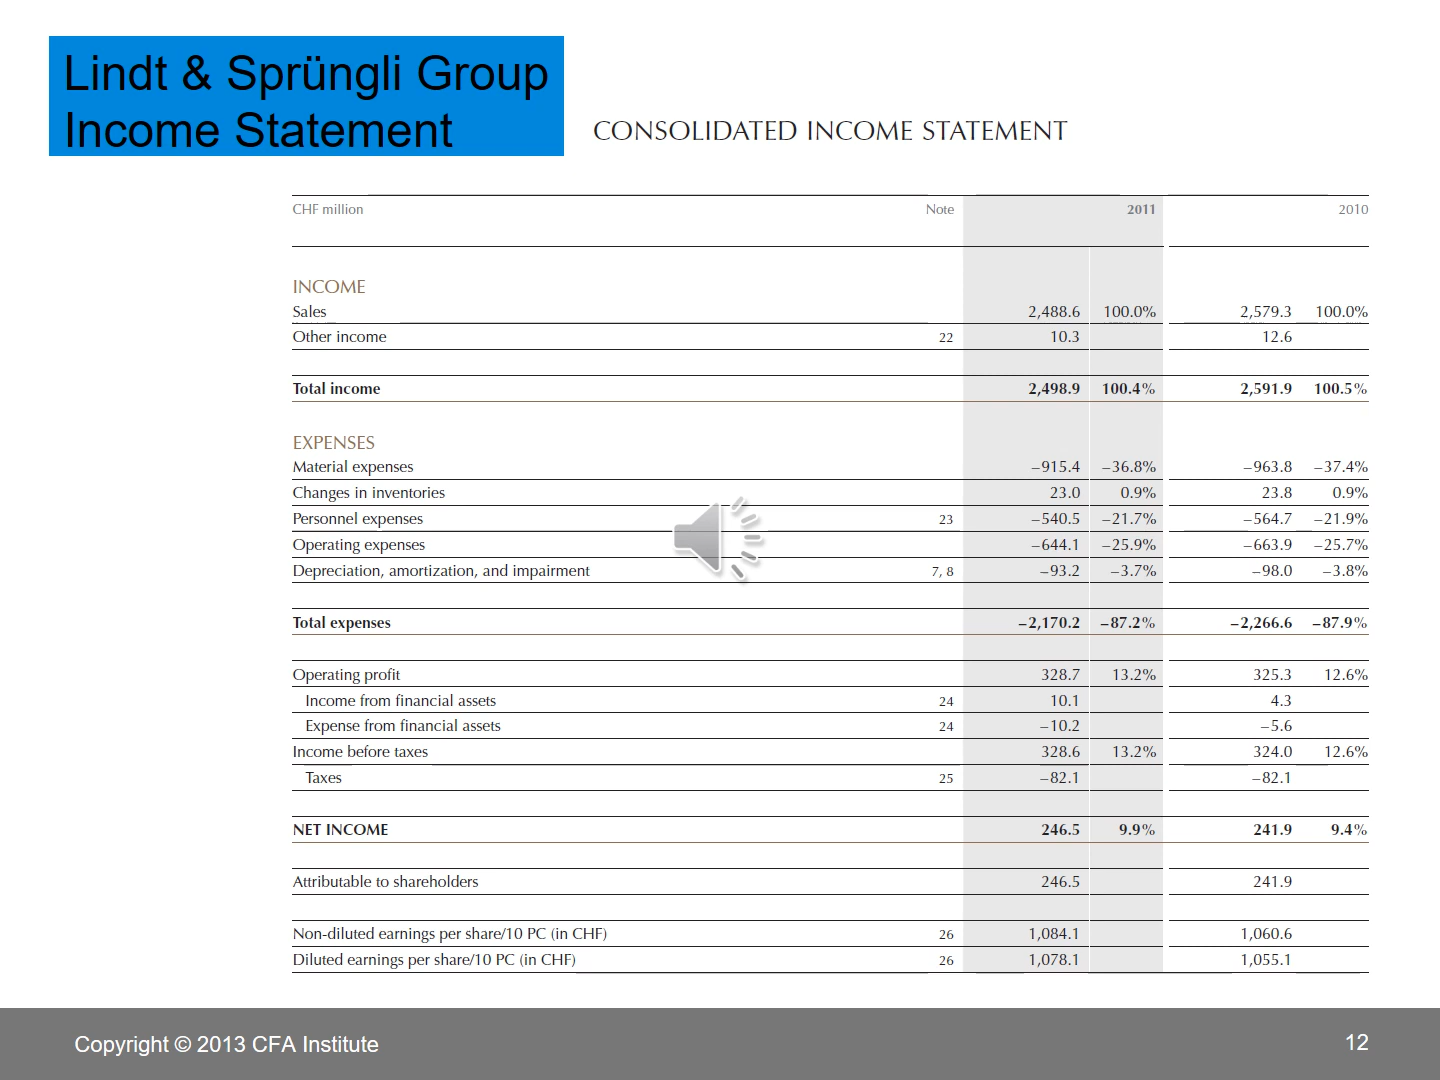 Lindt & Sprüngli Group
Income Statement
CONSOLIDATED INCOME STATEMENT
CHF million Note 2011 2010
INCOME
Sales 2,488.6 100.0% 2,579.3 100.0%
Other income 22 10.3 12.6
Total income 2,498.9 100.4% 2,591.9 100.5%
EXPENSES
Material expenses –915.4 –36.8% –963.8 –37.4%
Changes in inventories 23.0 0.9% 23.8 0.9%
Personnel expenses 23 –540.5 –21.7% –564.7 –21.9%
Operating expenses –644.1 –25.9% –663.9 –25.7%
Depreciation, amortization, and impairment 7, 8 –93.2 –3.7% –98.0 –3.8%
Total expenses –2,170.2 –87.2% –2,266.6 –87.9%
Operating profit 328.7 13.2% 325.3 12.6%
Income from financial assets 24 10.1 4.3
Expense from financial assets 24 –10.2 –5.6
Income before taxes 328.6 13.2% 324.0 12.6%
Taxes 25 –82.1 –82.1
NET INCOME 246.5 9.9% 241.9 9.4%
Attributable to shareholders 246.5 241.9
Non-diluted earnings per share/10 PC (in CHF) 26 1,084.1 1,060.6
Diluted earnings per share/10 PC (in CHF) 26 1,078.1 1,055.1
Copyright © 2013 CFA Institute 12